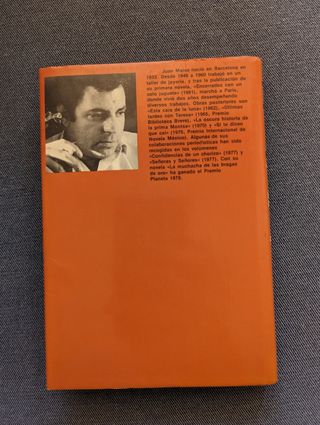 Juan Marsé nació en Barcelona en
1933. Desde 1946 a 1960 trabajó en un
taller de joyería, y tras la publicación de
su primera novela, «Encerrados con un
solo juguete» (1961), marchó a París,
donde vivió dos años desempeñando
diversos trabajos. Obras posteriores son
«Esta cara de la luna» (1962), «Últimas
tardes con Teresa» (1965, Premio
Biblioteca Breve), «La oscura historia de
la prima Montse» (1970) y «Si te dicen
que caí» (1973, Premio Internacional de
Novela México). Algunas de sus
colaboraciones periodísticas han sido
recogidas en los volúmenes
«Confidencias de un chorizo» (1977) y
«Señoras y Señores» (1977). Con su
novela «La muchacha de las bragas
de oro» ha ganado el Premio
Planeta 1978.